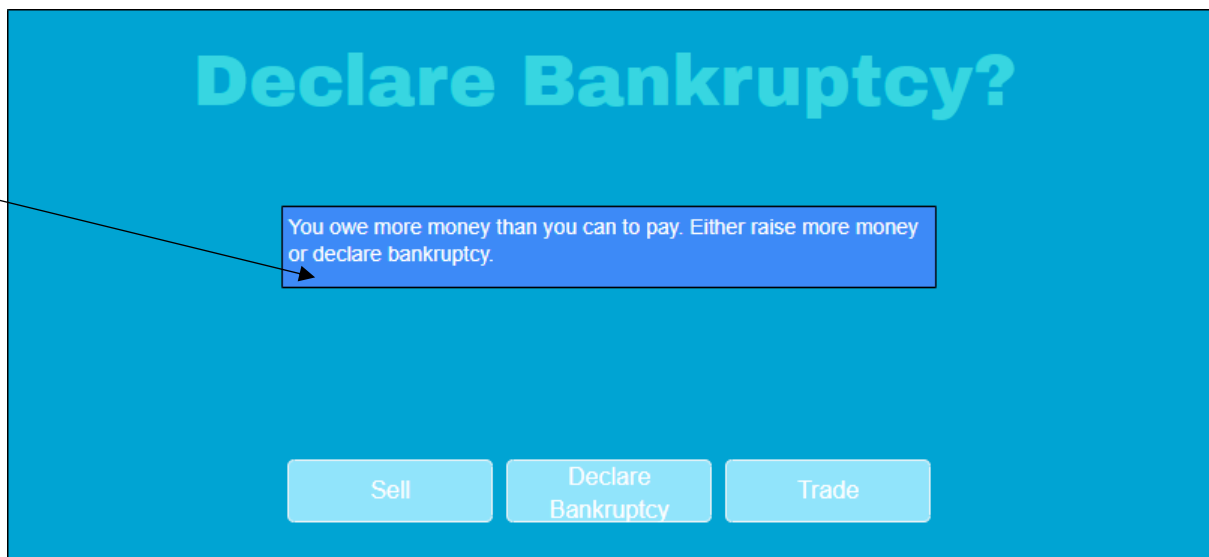 Declare Bankruptcy?
You owe more money than you can to pay. Either raise more money
or declare bankruptcy.
Sell
Declare
Bankruptcy
Trade